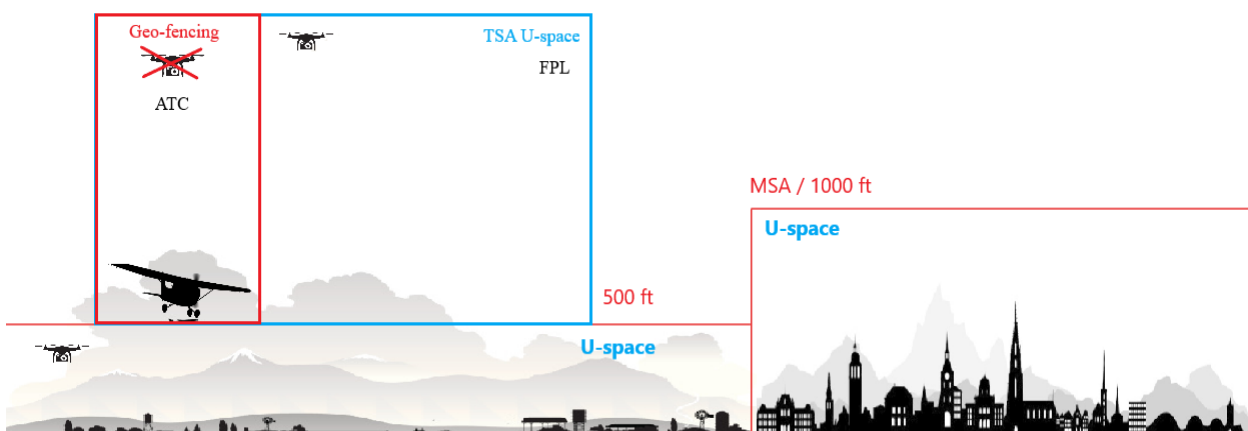 Geo-fencing
TSA U-space
FPL
ATC
MSA / 1000 ft
U-space
500 ft
U-space